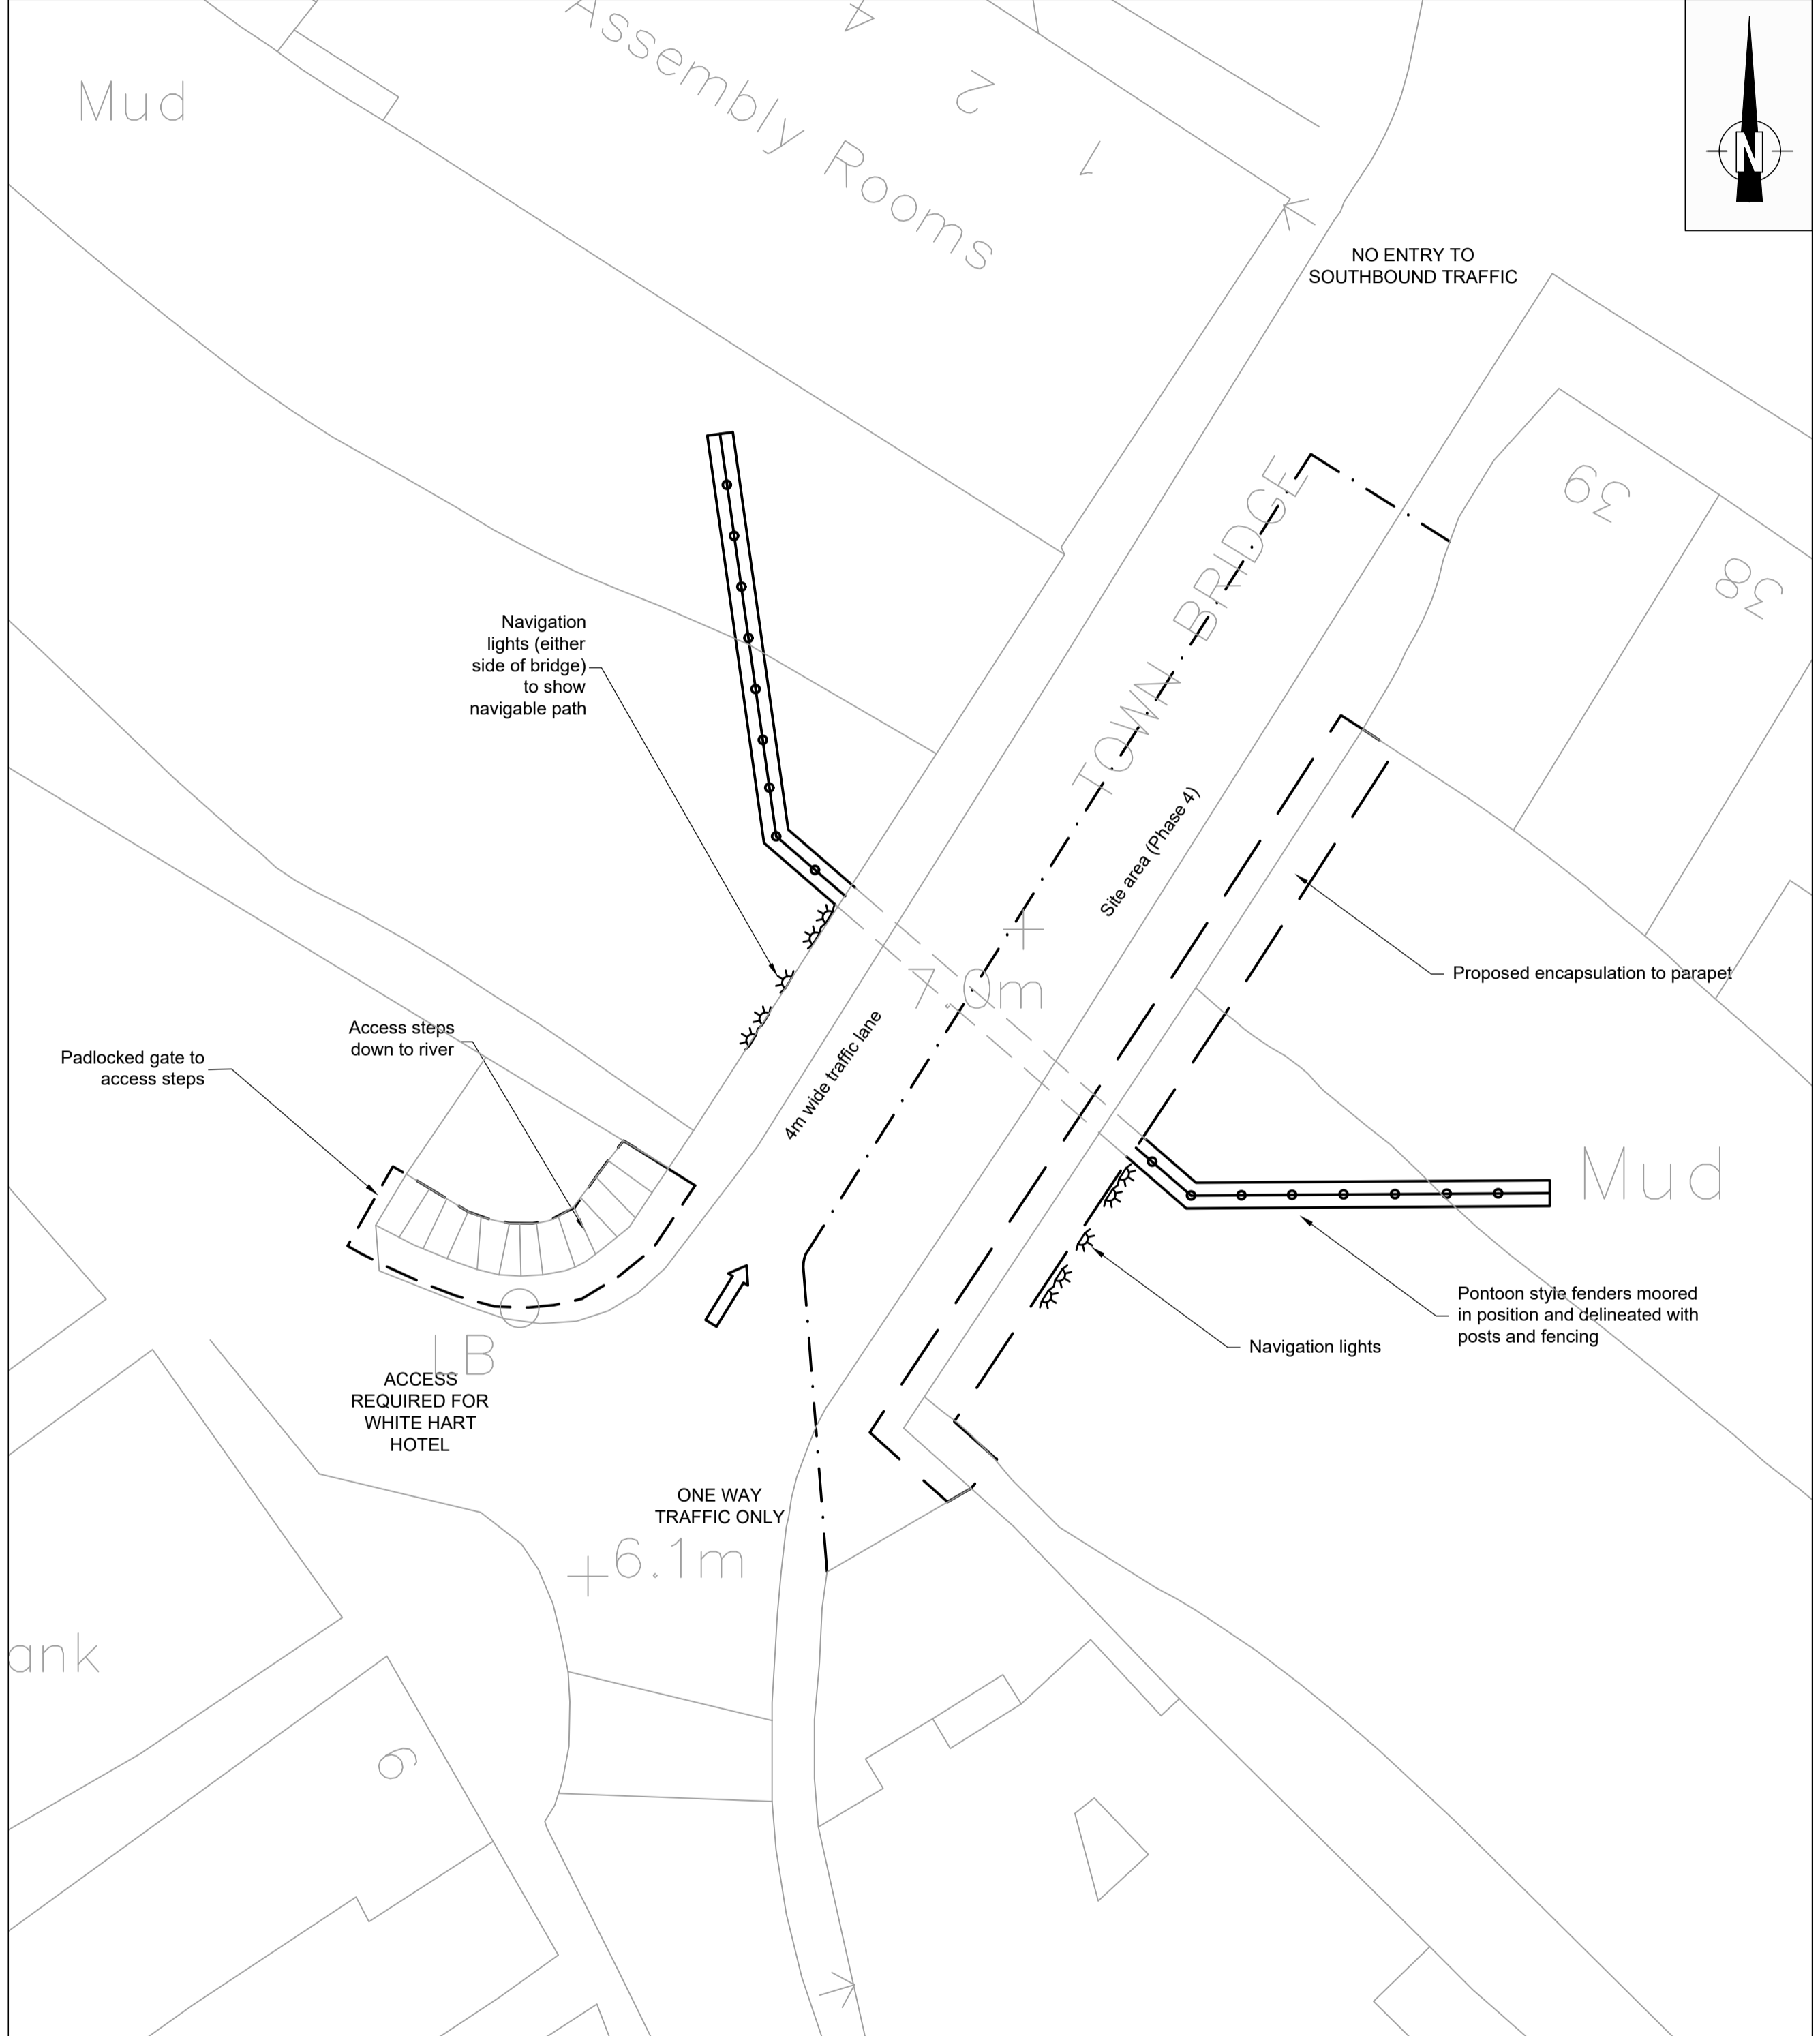 Mud
Assembly Rooms
4
2
1
N
NO ENTRY TO
SOUTHBOUND TRAFFIC
39
38
TOWN BRIDGE
Navigation
lights (either
side of bridge)
to show
navigable path
Site area (Phase 4)
Proposed encapsulation to parapet
7.0m
4m wide traffic lane
Access steps
down to river
Padlocked gate to
access steps
Mud
Pontoon style fenders moored
in position and delineated with
posts and fencing
Navigation lights
LB
ACCESS
REQUIRED FOR
WHITE HART
HOTEL
ONE WAY
TRAFFIC ONLY
6.1m
ank
6